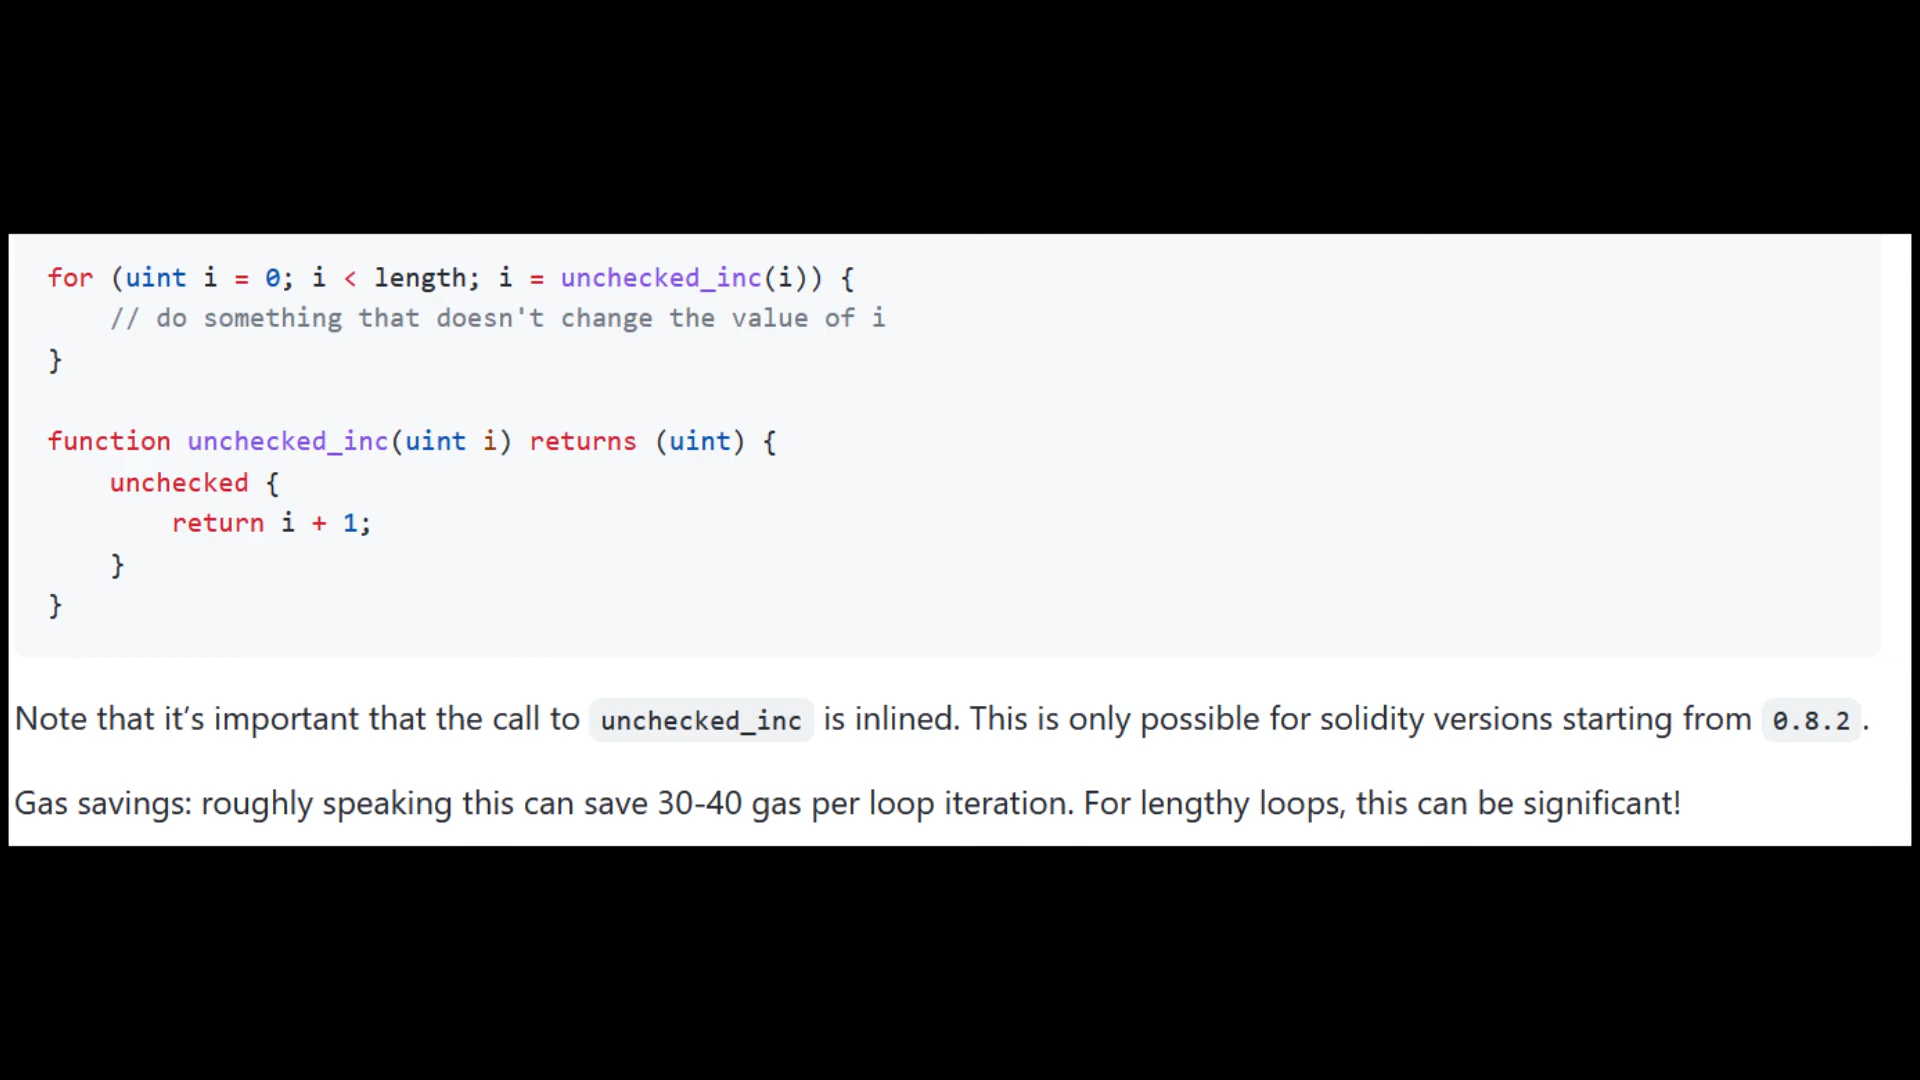 for (uint i = 0; i < length; i = unchecked_inc(i)) {
    // do something that doesn't change the value of i
}
function unchecked_inc(uint i) returns (uint) {
    unchecked {
        return i + 1;
    }
}
Note that it’s important that the call to unchecked_inc is inlined. This is only possible for solidity versions starting from 0.8.2.
Gas savings: roughly speaking this can save 30-40 gas per loop iteration. For lengthy loops, this can be significant!